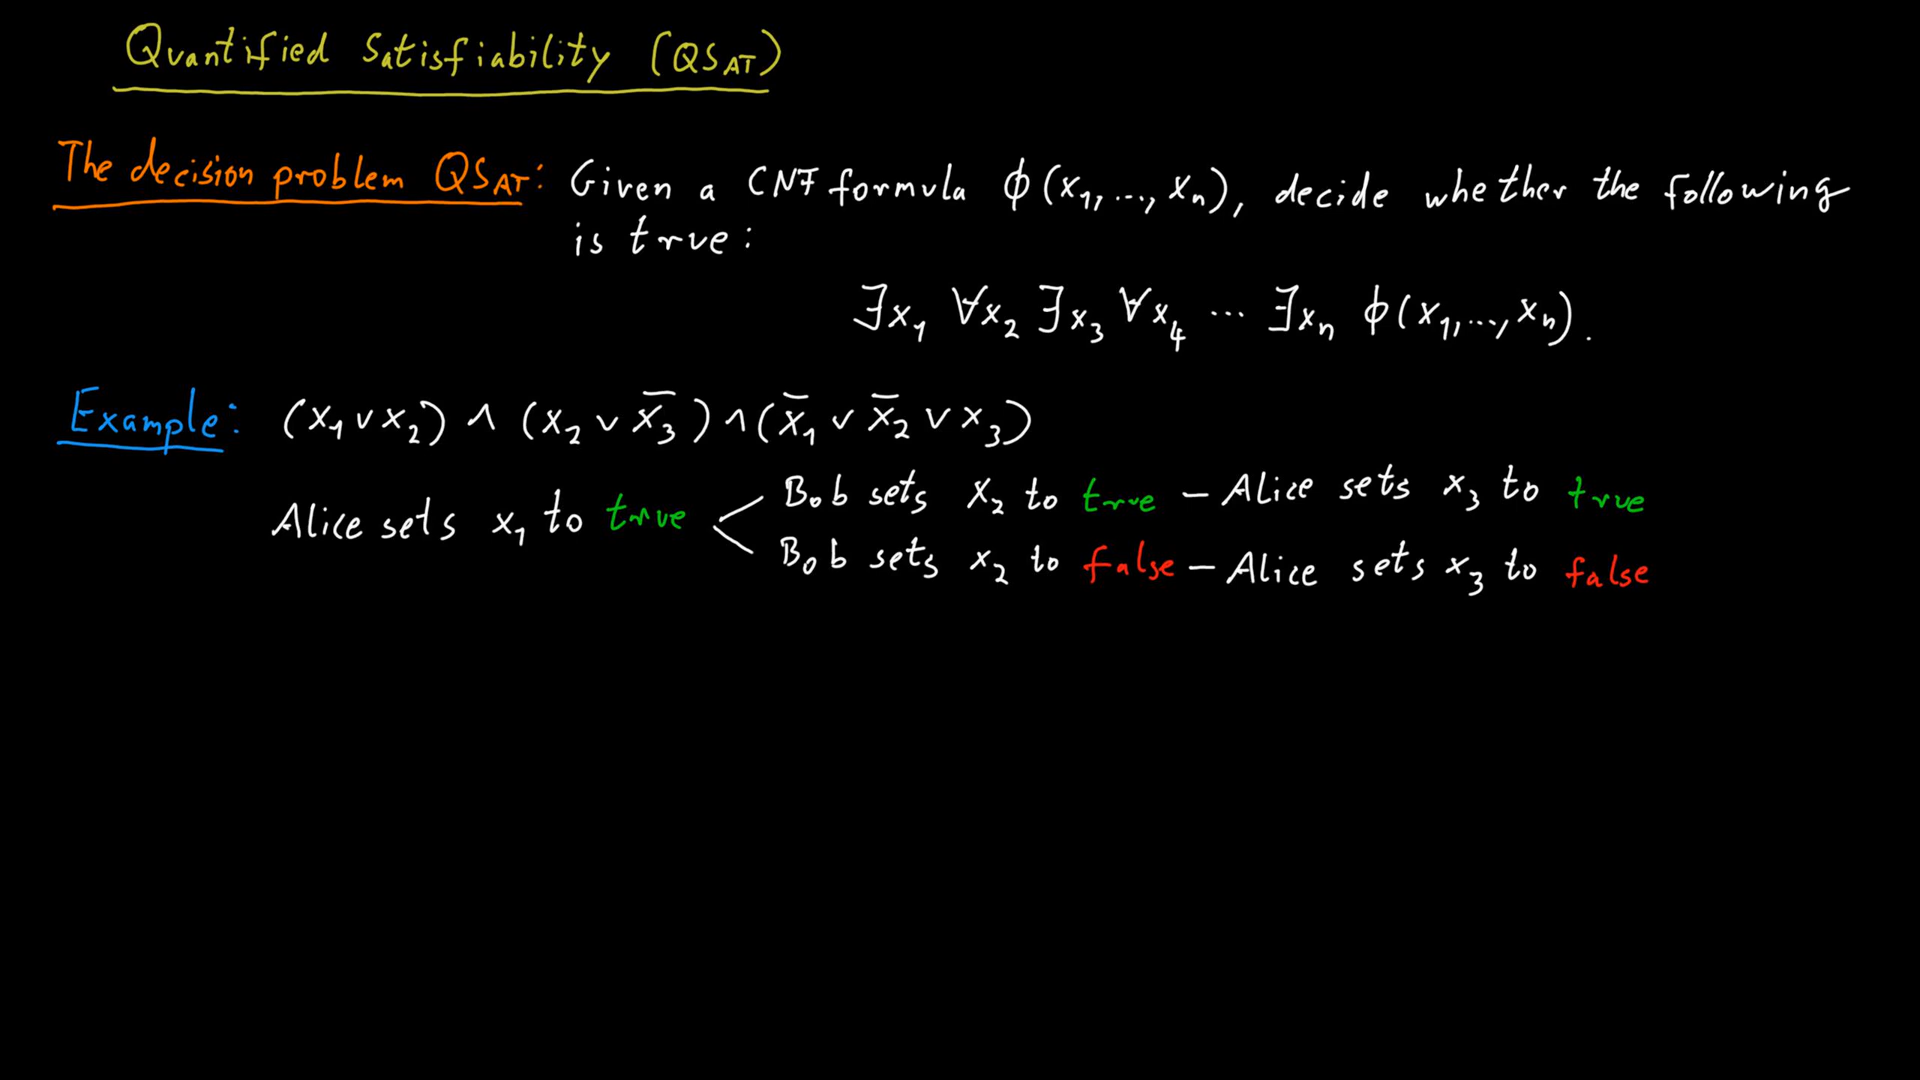 Quantified Satisfiability (QSAT)
The decision problem QSAT: Given a CNF formula ϕ(x₁,...,xₙ), decide whether the following
is true:
∃x₁ ∀x₂ ∃x₃ ∀x₄ ... ∃xₙ ϕ(x₁,...,xₙ).
Example: (x₁ ∨ x₂) ∧ (x₂ ∨ x̅₃) ∧ (x̅₁ ∨ x̅₂ ∨ x₃)
Alice sets x₁ to true
Bob sets x₂ to true – Alice sets x₃ to true
Bob sets x₂ to false – Alice sets x₃ to false